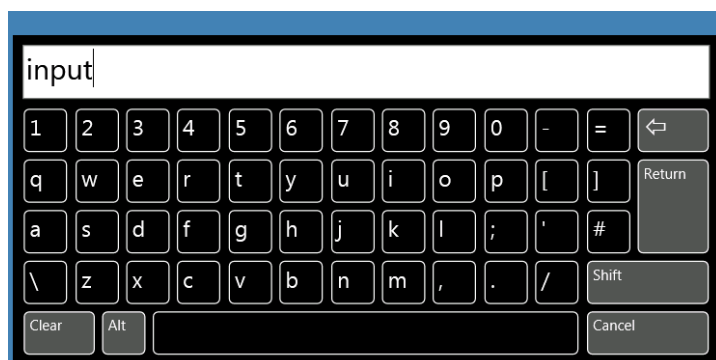 input
1 2 3 4 5 6 7 8 9 0 - = ⇦
q w e r t y u i o p [ ] Return
a s d f g h j k l ; ' #
\ z x c v b n m , . / Shift
Clear Alt Cancel